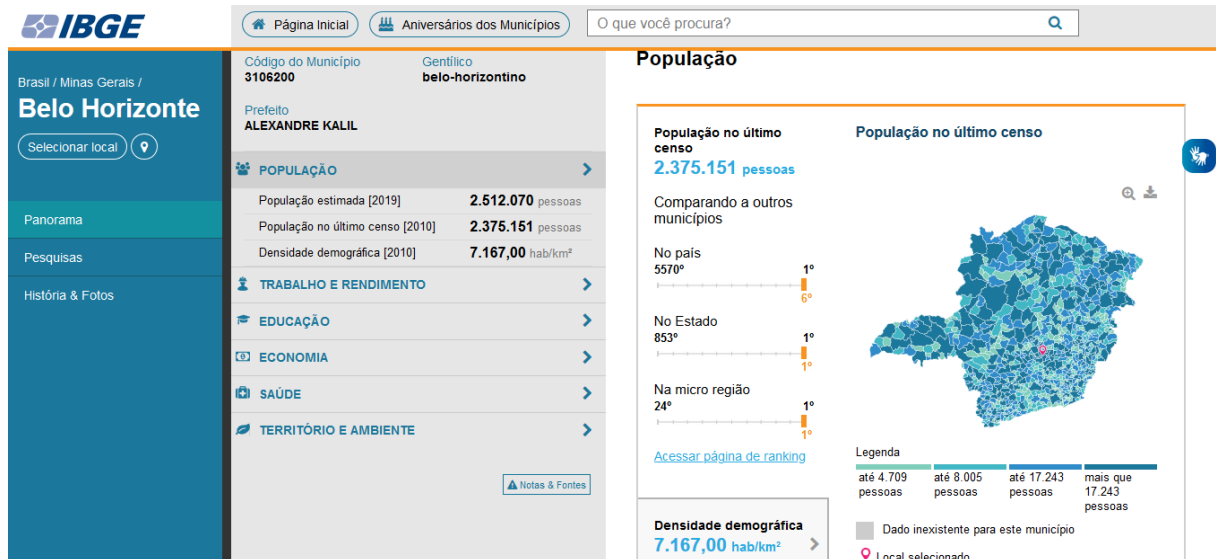 IBGE
Página Inicial
Aniversários dos Municípios
O que você procura?
Brasil / Minas Gerais /
Belo Horizonte
Selecionar local
Panorama
Pesquisas
História & Fotos
Código do Município
3106200
Gentílico
belo-horizontino
Prefeito
ALEXANDRE KALIL
POPULAÇÃO
População estimada [2019] 2.512.070 pessoas
População no último censo [2010] 2.375.151 pessoas
Densidade demográfica [2010] 7.167,00 hab/km²
TRABALHO E RENDIMENTO
EDUCAÇÃO
ECONOMIA
SAÚDE
TERRITÓRIO E AMBIENTE
Notas & Fontes
População
População no último
censo
2.375.151 pessoas
Comparando a outros
municípios
No país
5570º 1º
6º
No Estado
853º 1º
1º
Na micro região
24º 1º
1º
Acessar página de ranking
Densidade demográfica
7.167,00 hab/km²
População no último censo
Legenda
até 4.709
pessoas
até 8.005
pessoas
até 17.243
pessoas
mais que
17.243
pessoas
Dado inexistente para este município
Local selecionado